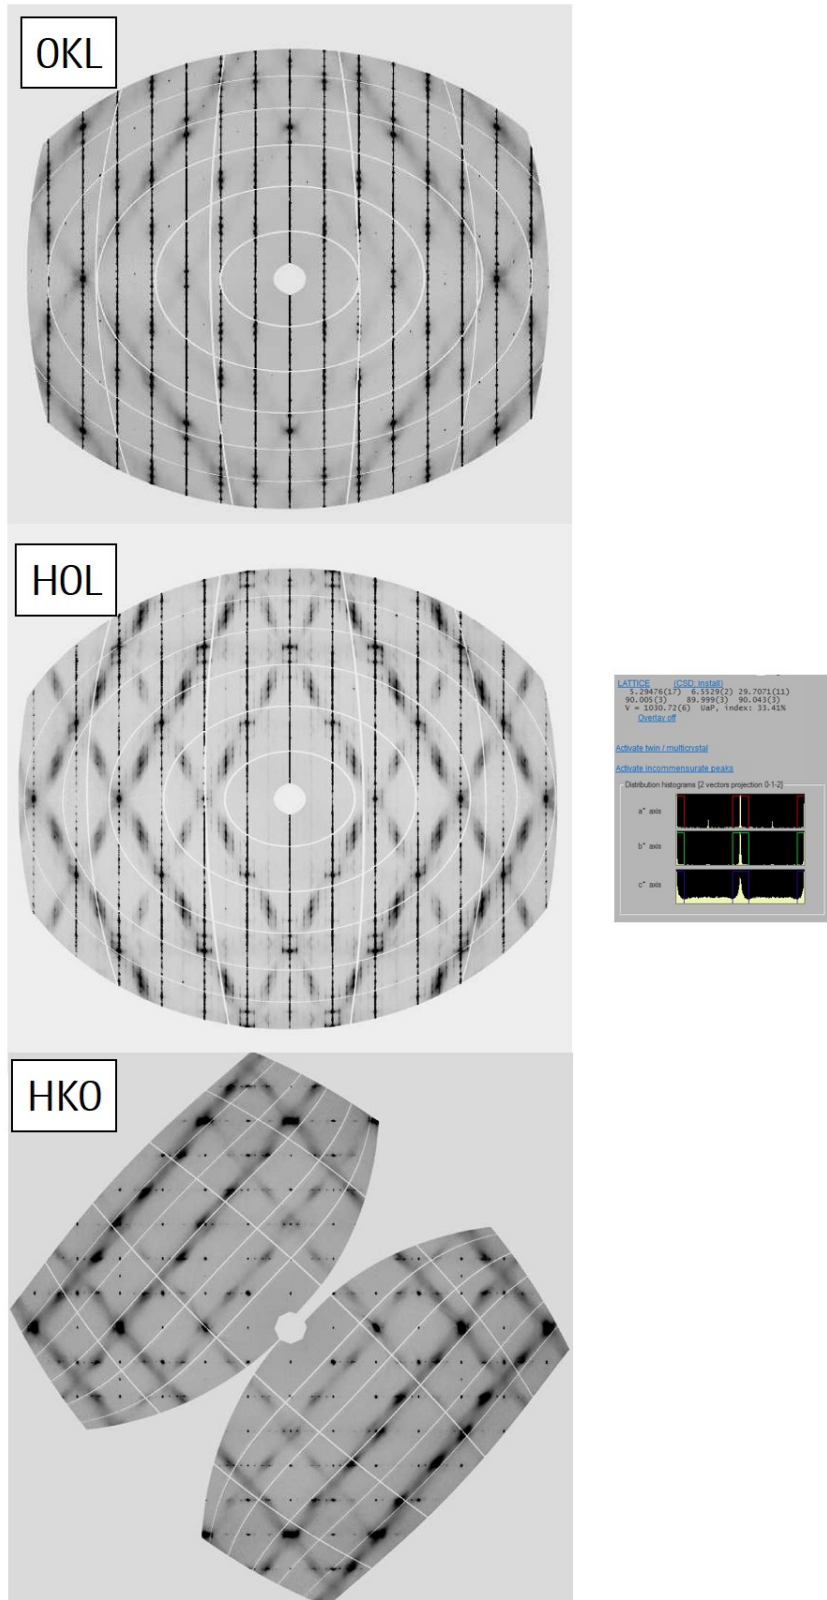 0KL
H0L
HK0
LATTICE (CSD: install)
5.29476(17) 6.5529(2) 29.7071(11)
90.005(3) 89.999(3) 90.043(3)
V = 1030.72(6) UaP, index: 33.41%
Overlay off
Activate twin / multicrystal
Activate incommensurate peaks
Distribution histograms [2 vectors projection 0-1-2]
a* axis
b* axis
c* axis